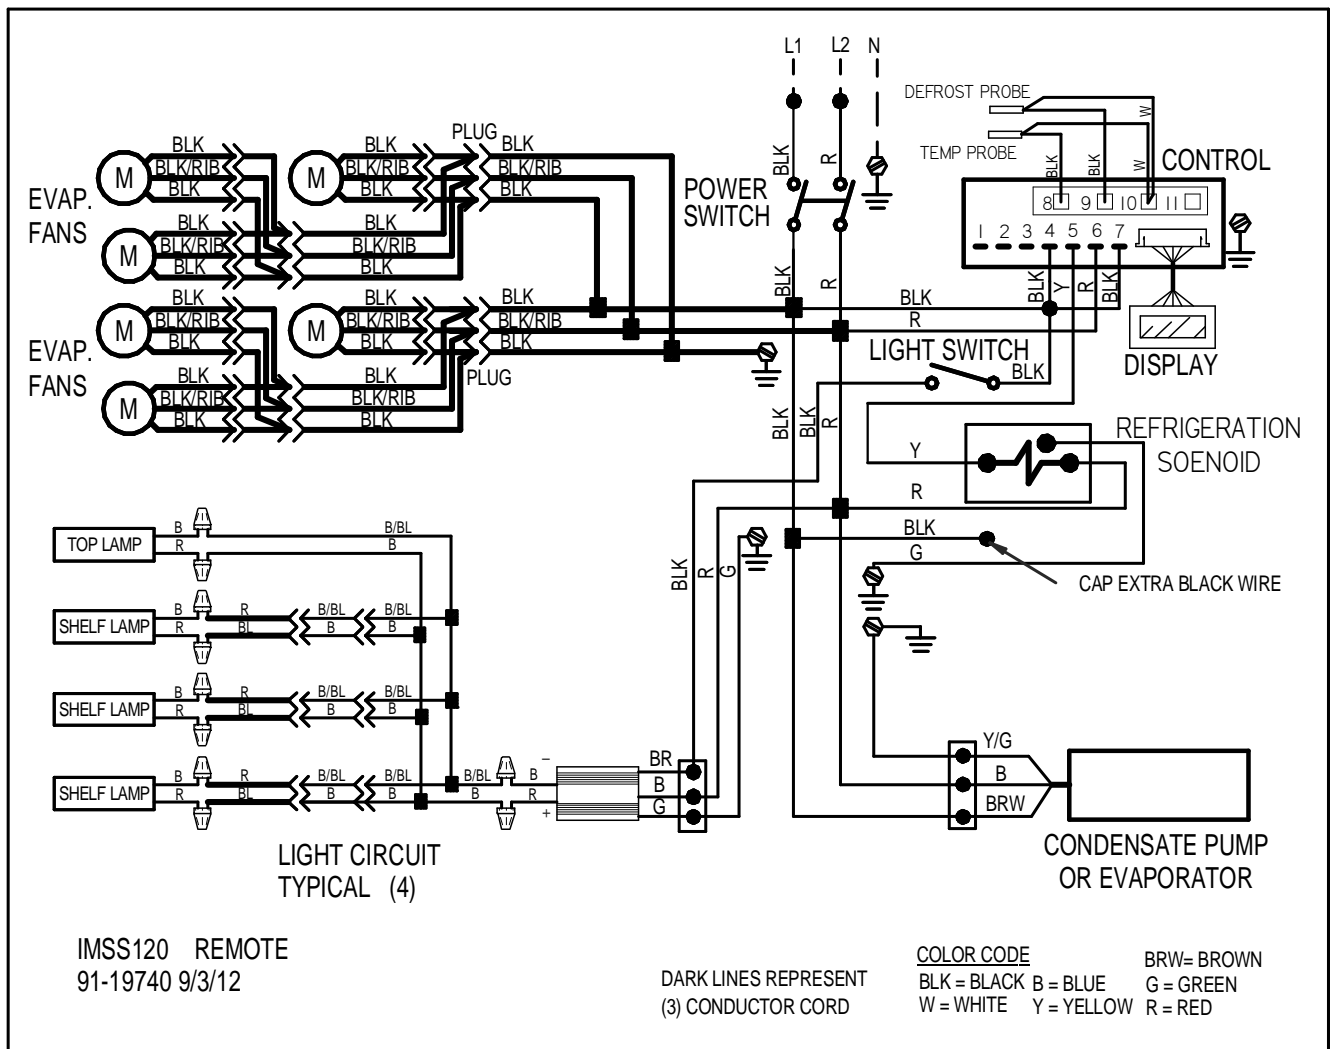 L1 L2 N
DEFROST PROBE
TEMP PROBE
W
BLK BLK W
CONTROL
8 9 10 11
1 2 3 4 5 6 7
BLK Y R BLK
DISPLAY
POWER
SWITCH
BLK R
BLK R
PLUG
EVAP.
FANS
M BLK
BLK/RIB
BLK
M BLK
BLK/RIB
BLK
BLK
BLK/RIB
BLK
M BLK
BLK/RIB
BLK
BLK
BLK/RIB
BLK
EVAP.
FANS
M BLK
BLK/RIB
BLK
M BLK
BLK/RIB
BLK
BLK
BLK/RIB
BLK
M BLK
BLK/RIB
BLK
BLK
BLK/RIB
BLK
PLUG
BLK
R
LIGHT SWITCH
BLK
BLK BLK R
REFRIGERATION
SOENOID
Y
R
BLK
G
CAP EXTRA BLACK WIRE
BLK R G
TOP LAMP
B B/BL
R B
SHELF LAMP
B R B/BL B/BL
R BL B B
SHELF LAMP
B R B/BL B/BL
R BL B B
SHELF LAMP
B R B/BL B/BL B/BL B
R BL B B B R
−
+
BR
B
G
Y/G
B
BRW
CONDENSATE PUMP
OR EVAPORATOR
LIGHT CIRCUIT
TYPICAL (4)
IMSS120 REMOTE
91-19740 9/3/12
DARK LINES REPRESENT
(3) CONDUCTOR CORD
COLOR CODE
BLK = BLACK B = BLUE BRW= BROWN
W = WHITE Y = YELLOW G = GREEN
R = RED